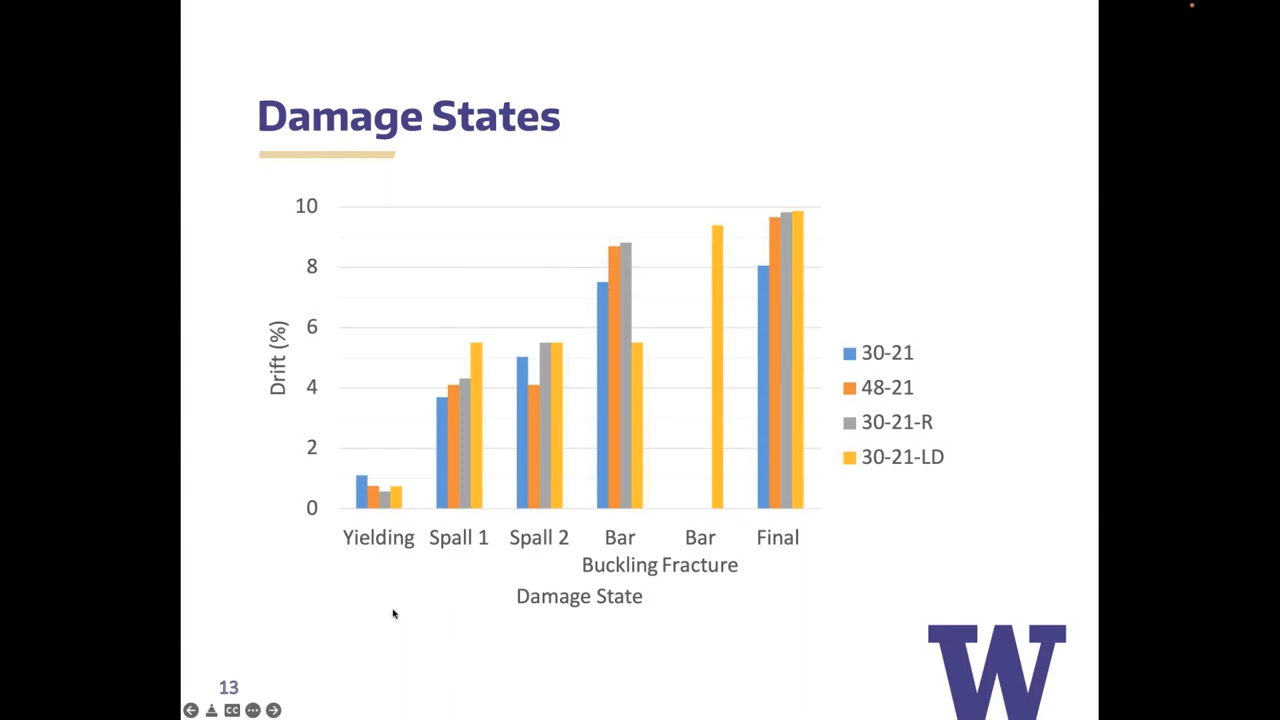 Damage States
10
8
6
4
2
0
Drift (%)
Yielding Spall 1 Spall 2 Bar Buckling Bar Fracture Final
Damage State
30-21
48-21
30-21-R
30-21-LD
13
CC
W